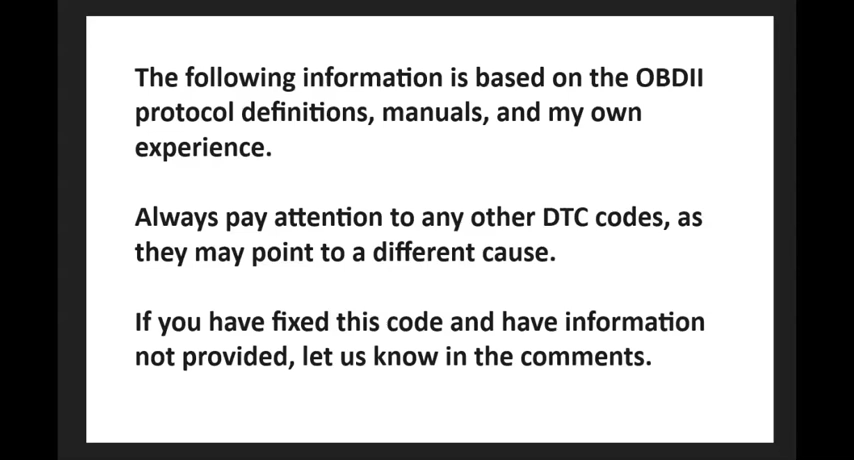 The following information is based on the OBDII
protocol definitions, manuals, and my own
experience.
Always pay attention to any other DTC codes, as
they may point to a different cause.
If you have fixed this code and have information
not provided, let us know in the comments.